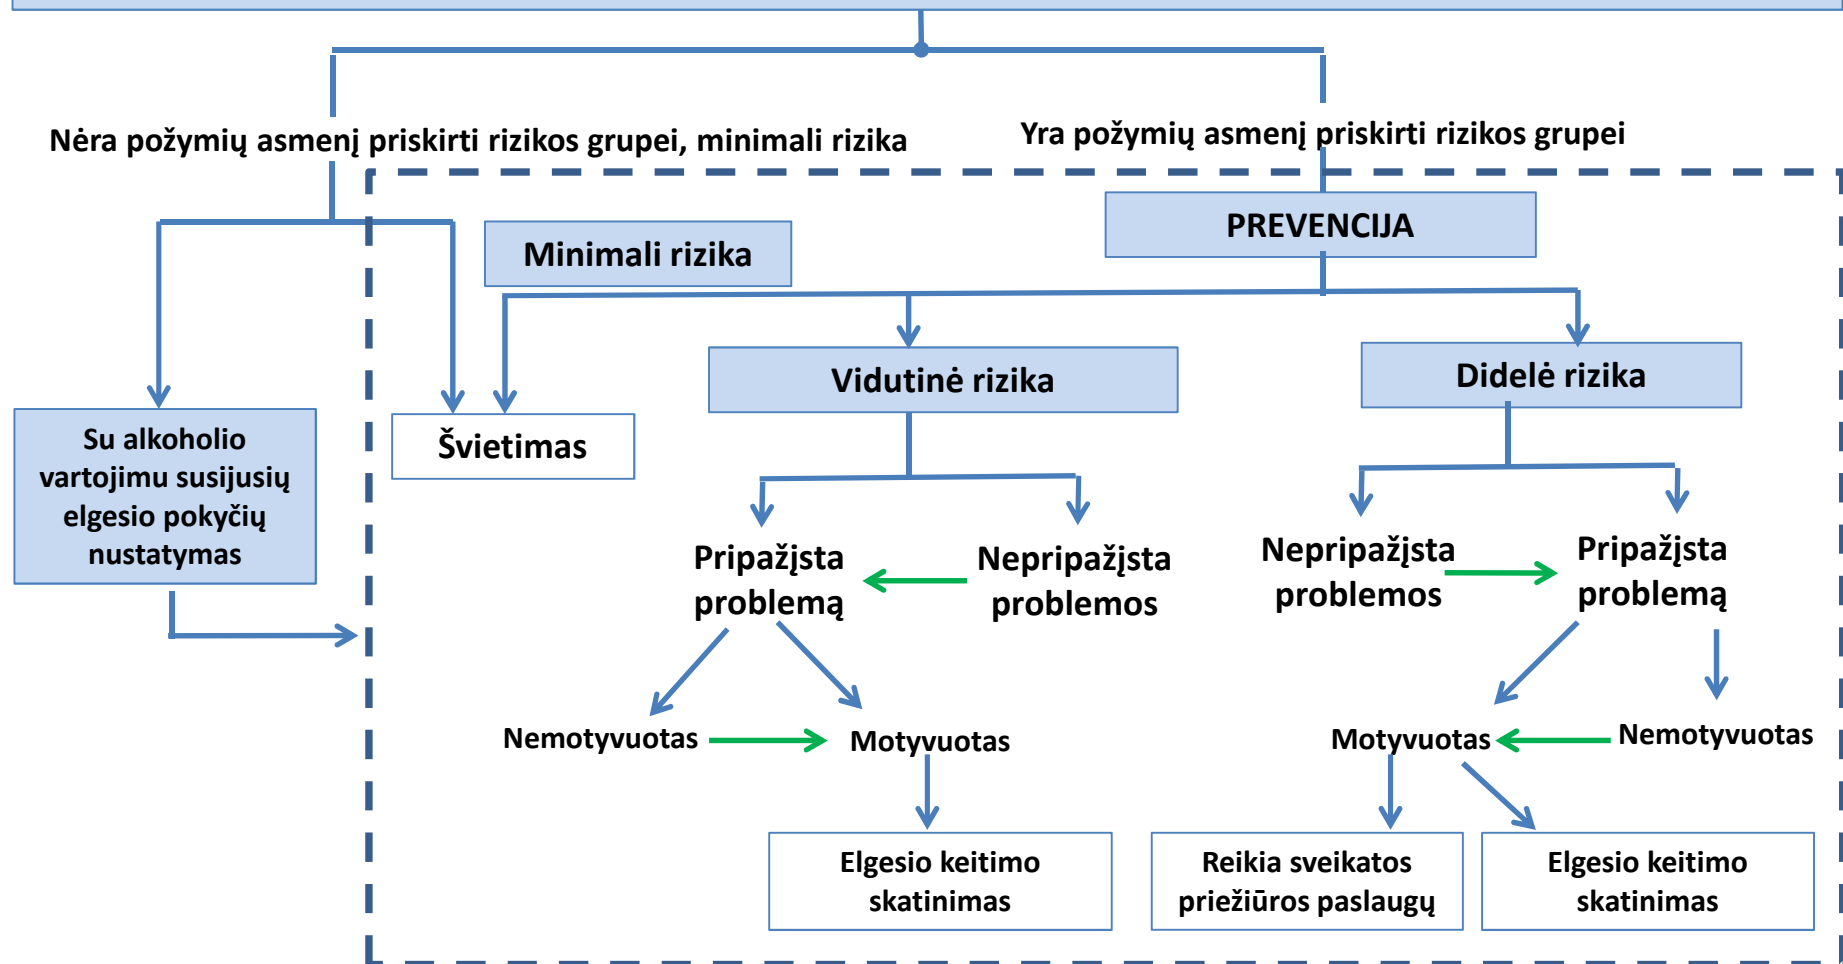 Nėra požymių asmenį priskirti rizikos grupei, minimali rizika
Yra požymių asmenį priskirti rizikos grupei
PREVENCIJA
Minimali rizika
Vidutinė rizika
Didelė rizika
Su alkoholio
vartojimu susijusių
elgesio pokyčių
nustatymas
Švietimas
Pripažįsta
problemą
Nepripažįsta
problemos
Nepripažįsta
problemos
Pripažįsta
problemą
Nemotyvuotas
Motyvuotas
Motyvuotas
Nemotyvuotas
Elgesio keitimo
skatinimas
Reikia sveikatos
priežiūros paslaugų
Elgesio keitimo
skatinimas